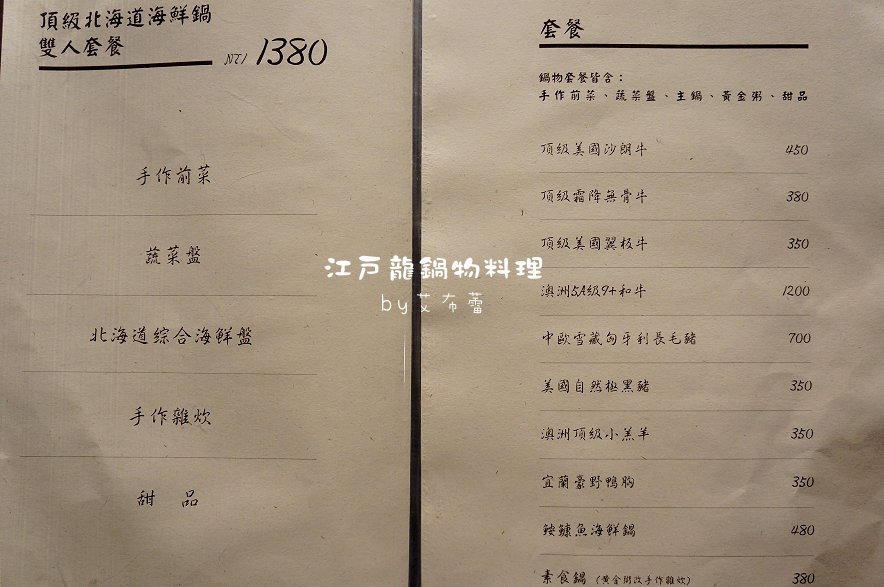 頂級北海道海鮮鍋
雙人套餐 NT/ 1380
手作前菜
蔬菜盤
北海道綜合海鮮盤
手作雜炊
甜 品
套餐
鍋物套餐皆含：
手作前菜、蔬菜盤、主鍋、黃金粥、甜品
頂級美國沙朗牛 450
頂級霜降無骨牛 380
頂級美國翼板牛 350
澳洲5A級9+和牛 1200
中歐雪藏匈牙利長毛豬 700
美國自然極黑豬 350
澳洲頂級小羔羊 350
宜蘭豪野鴨胸 350
鮟鱇魚海鮮鍋 480
素食鍋 (黃金粥改手作雜炊) 380
江戶龍鍋物料理
by艾布蕾